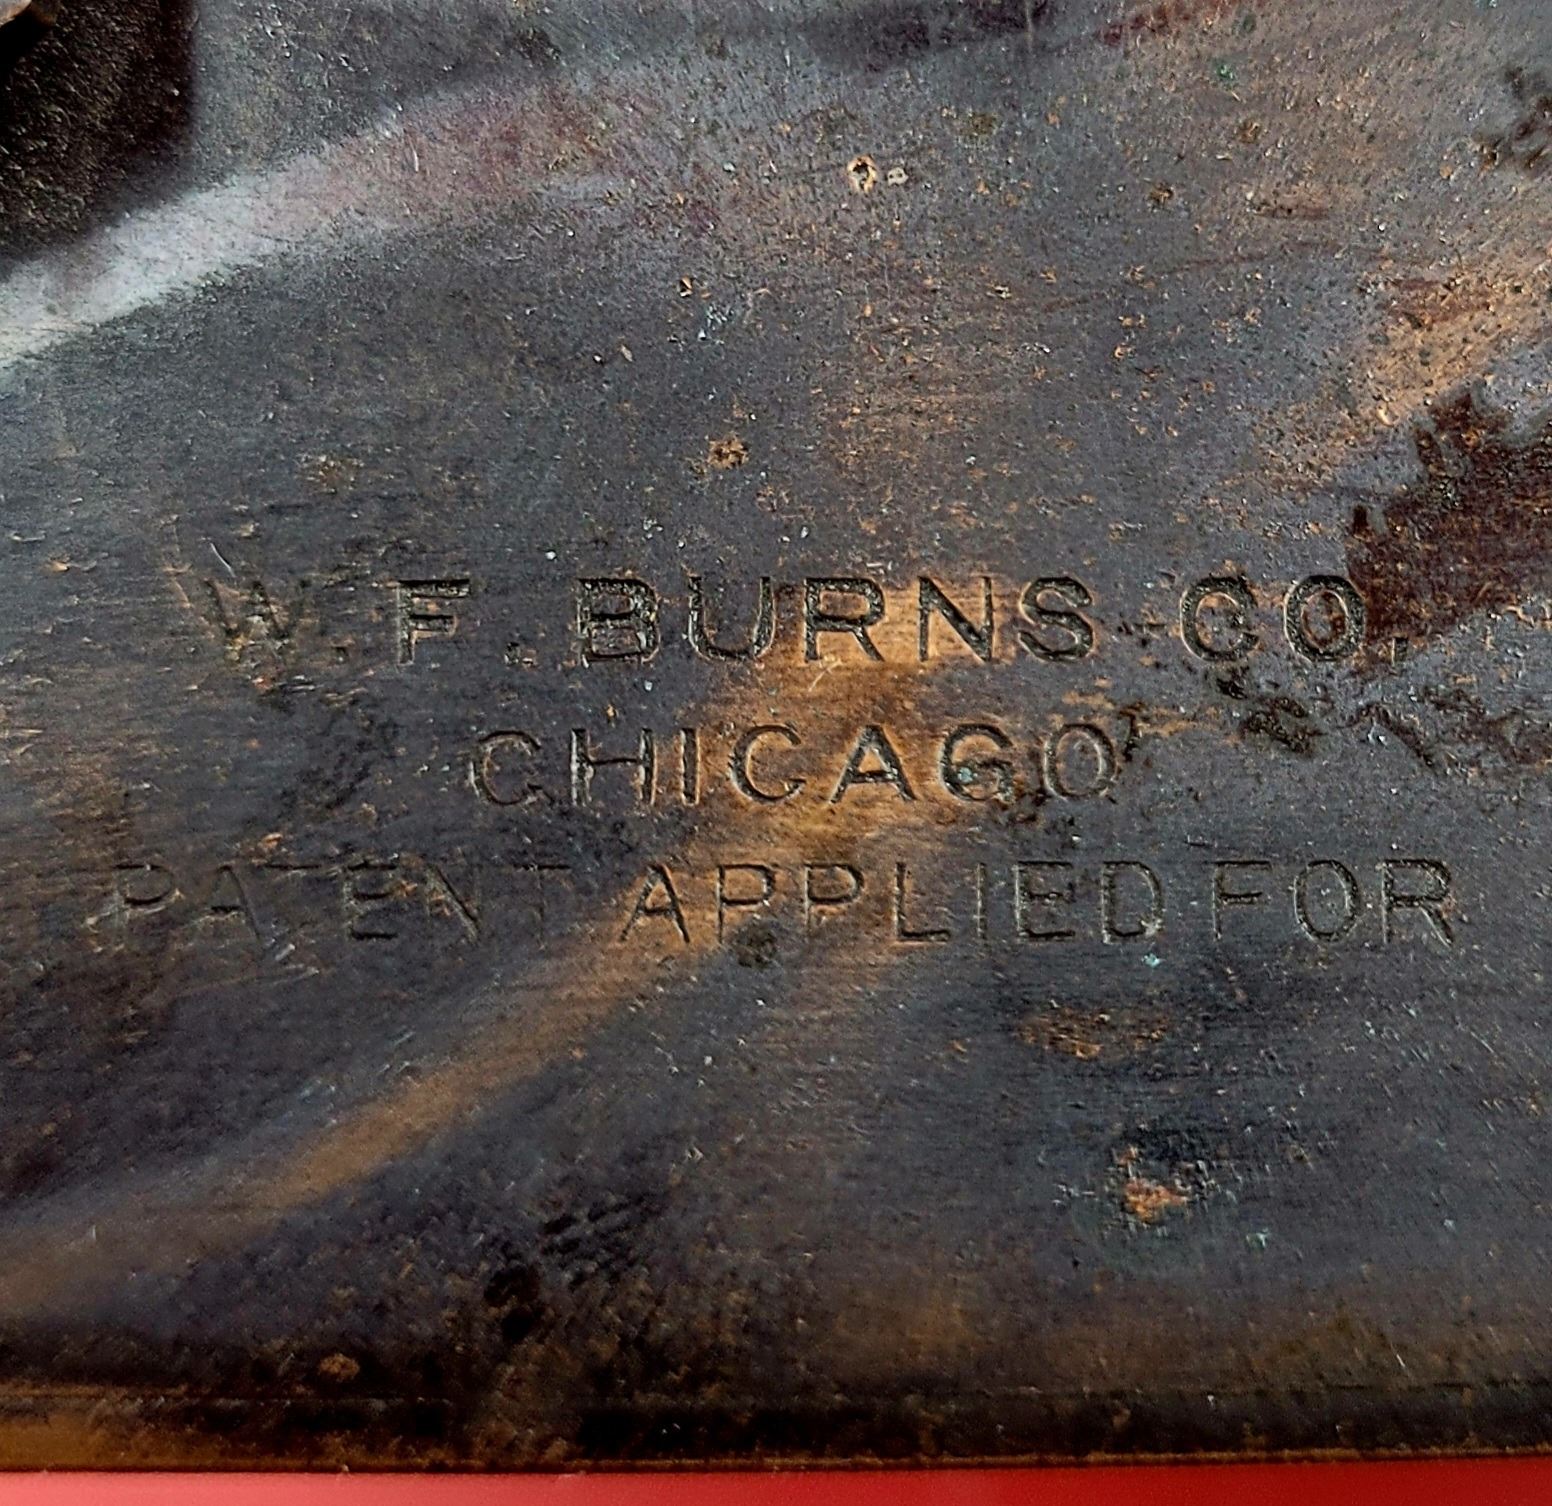 W.F. BURNS CO.
CHICAGO
PATENT APPLIED FOR